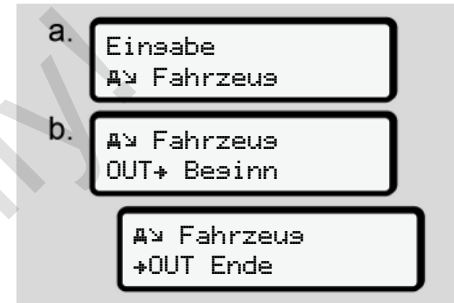 a.
Eingabe
Fahrzeug
b.
Fahrzeug
OUT→ Beginn
Fahrzeug
→OUT Ende